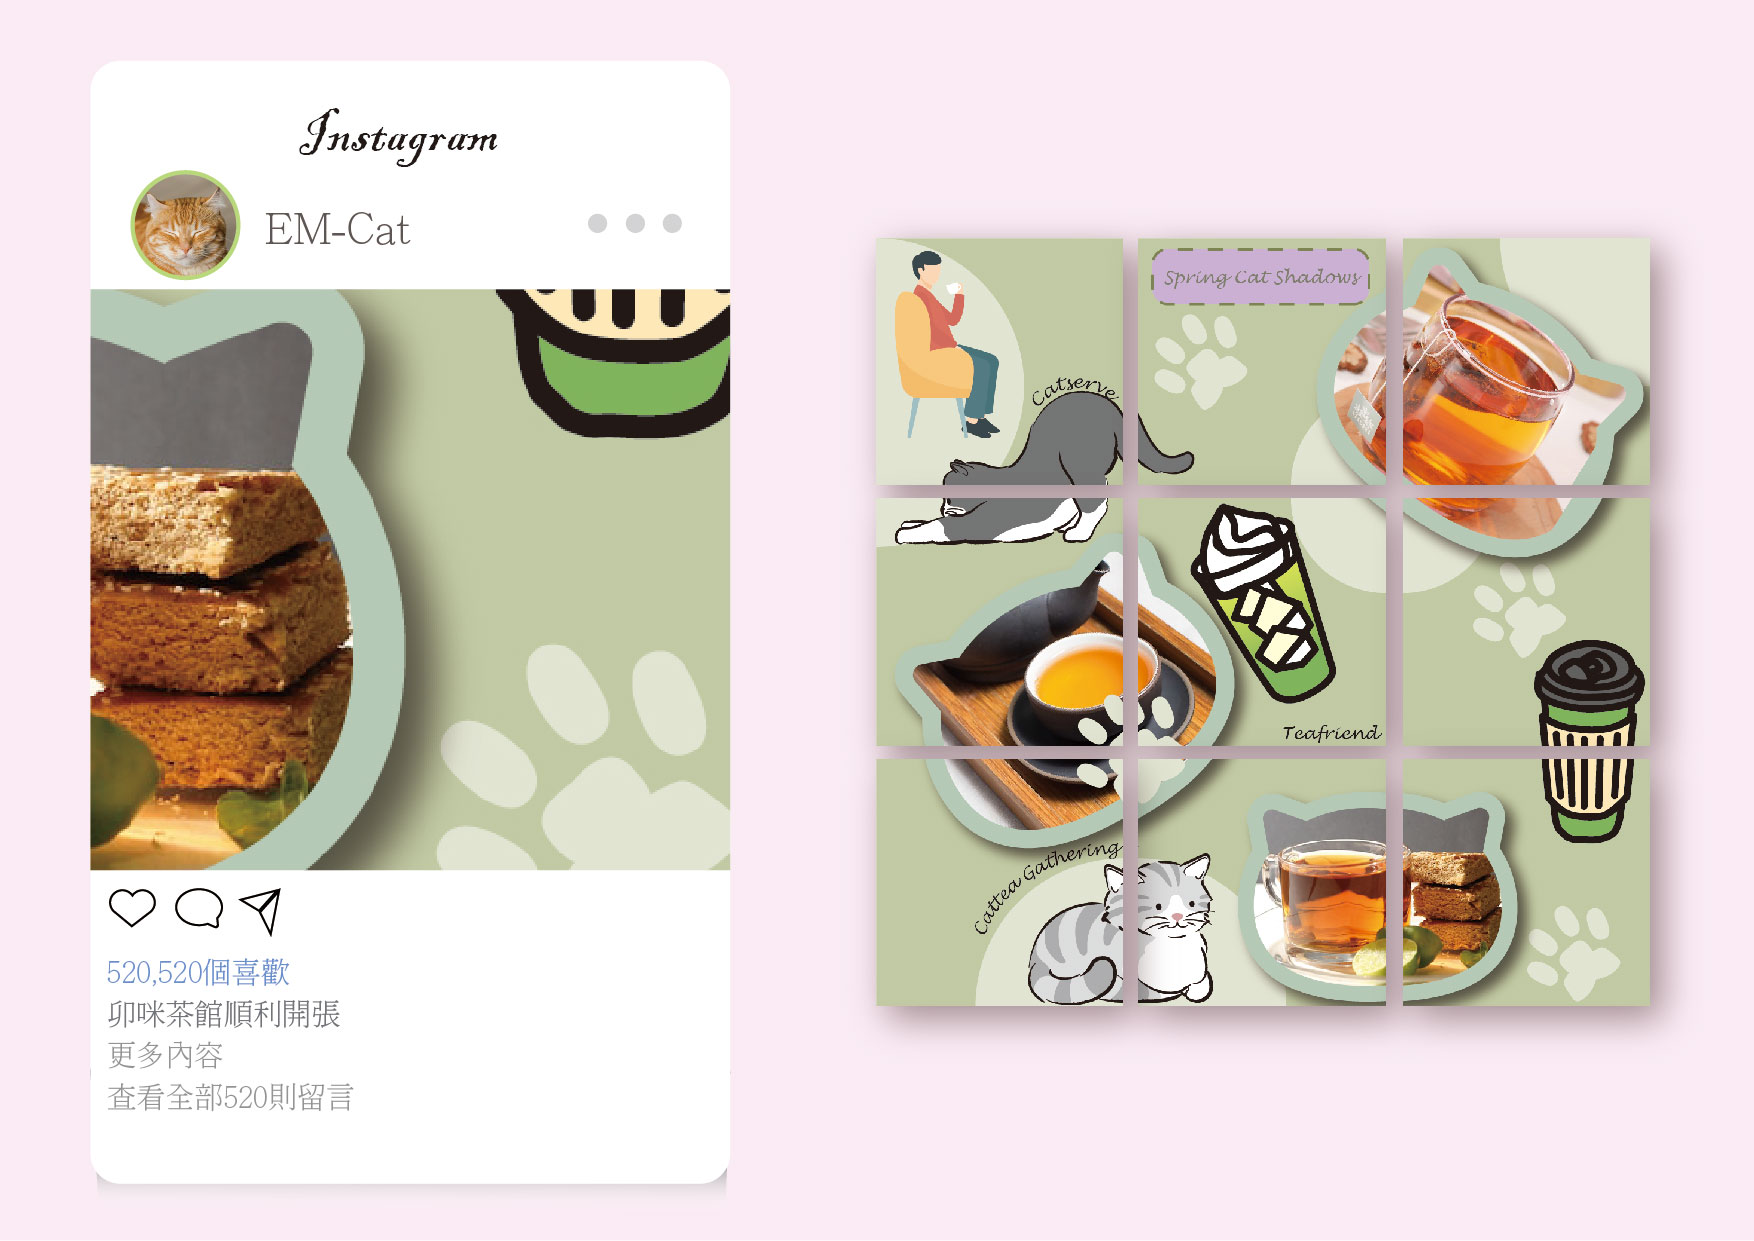 Instagram
EM-Cat
520,520個喜歡
卯咪茶館順利開張
更多內容
查看全部520則留言
Spring Cat Shadows
Catserve
Teafriend
Cattea Gathering